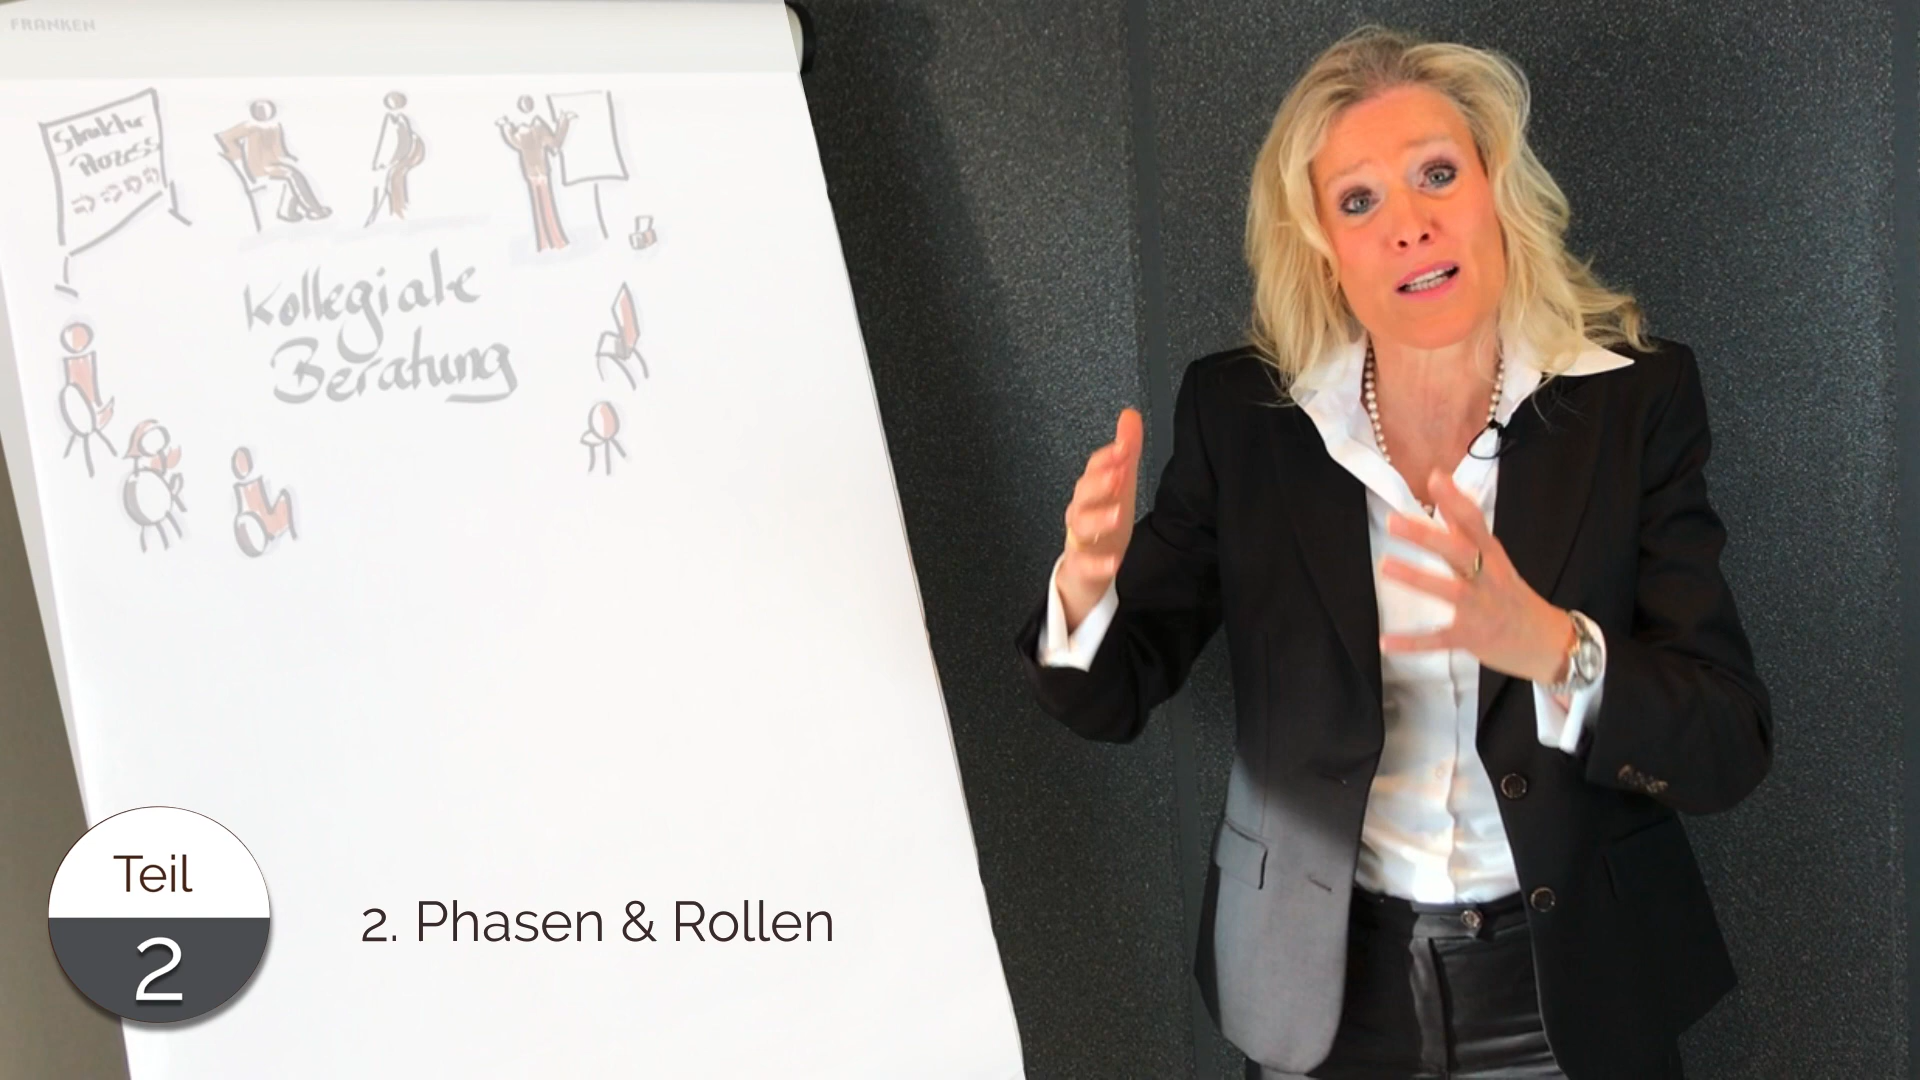 FRANKEN
Struktur
Prozess
Kollegiale
Beratung
Teil
2
2. Phasen & Rollen